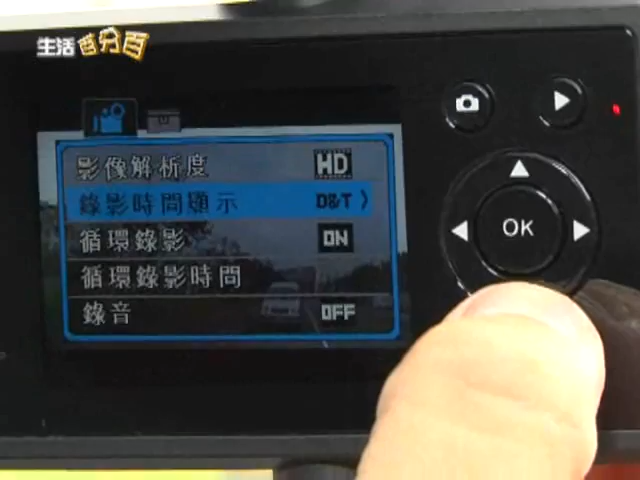 生活百分百
影像解析度 HD
錄影時間顯示 D&T
循環錄影 ON
循環錄影時間
錄音 OFF
OK